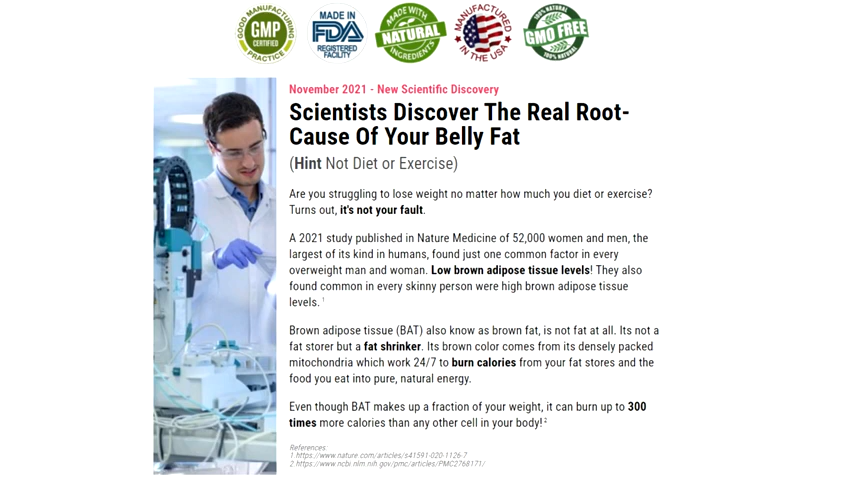 GOOD MANUFACTURING
GMP
CERTIFIED
PRACTICE
MADE IN
FDA
REGISTERED
FACILITY
MADE WITH
NATURAL
INGREDIENTS
MANUFACTURED
IN THE USA
100% NATURAL
GMO FREE
100% NATURAL
November 2021 - New Scientific Discovery
Scientists Discover The Real Root-
Cause Of Your Belly Fat
(Hint Not Diet or Exercise)
Are you struggling to lose weight no matter how much you diet or exercise?
Turns out, it's not your fault.
A 2021 study published in Nature Medicine of 52,000 women and men, the
largest of its kind in humans, found just one common factor in every
overweight man and woman. Low brown adipose tissue levels! They also
found common in every skinny person were high brown adipose tissue
levels. 1
Brown adipose tissue (BAT) also know as brown fat, is not fat at all. Its not a
fat storer but a fat shrinker. Its brown color comes from its densely packed
mitochondria which work 24/7 to burn calories from your fat stores and the
food you eat into pure, natural energy.
Even though BAT makes up a fraction of your weight, it can burn up to 300
times more calories than any other cell in your body! 2
References
1 https://www.nature.com/articles/s41591-020-1126-7
2 https://www.ncbi.nlm.nih.gov/pmc/articles/PMC2768171/